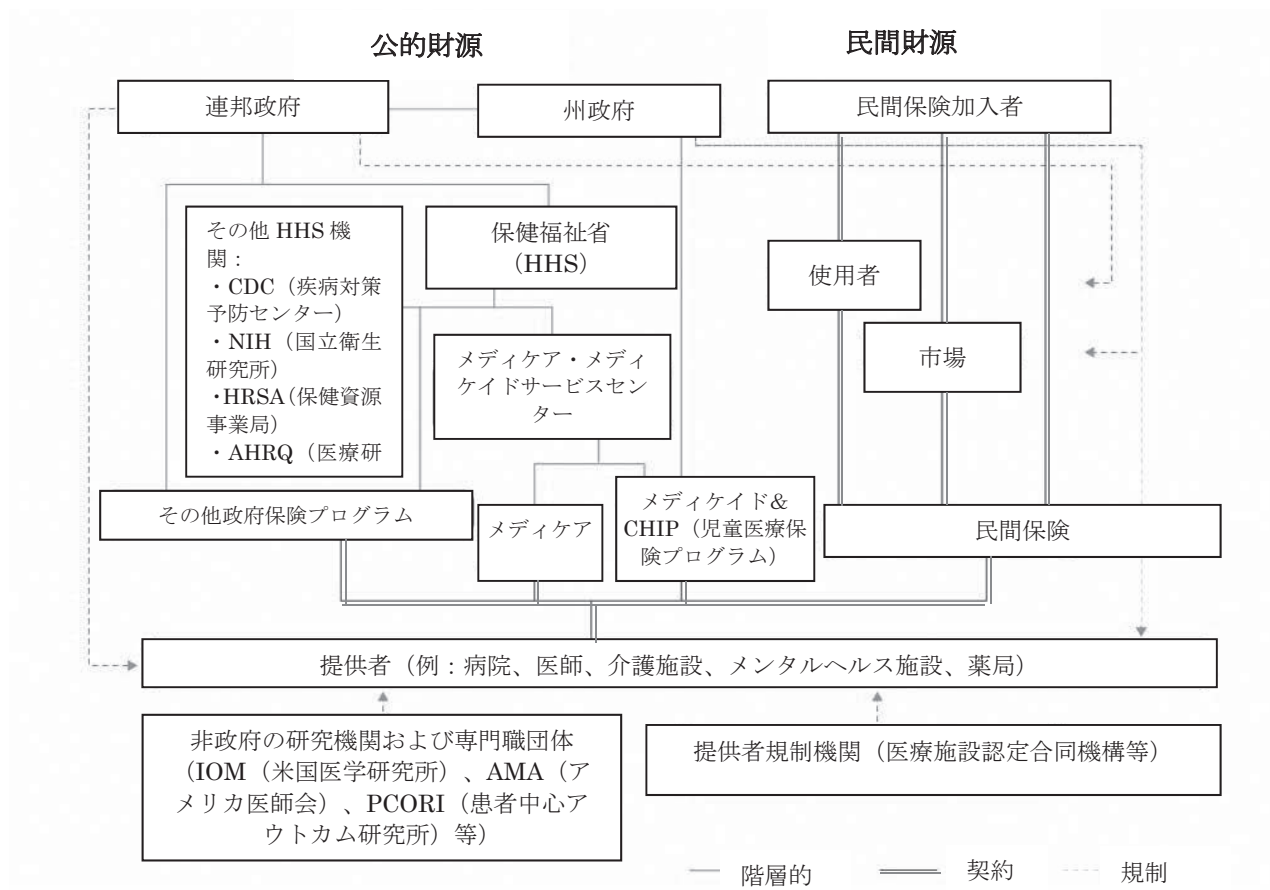 公的財源
民間財源
連邦政府
州政府
民間保険加入者
その他 HHS 機
関：
・CDC（疾病対策
予防センター）
・NIH（国立衛生
研究所）
・HRSA（保健資源
事業局）
・AHRQ（医療研
保健福祉省
（HHS）
使用者
市場
メディケア・メディ
ケイドサービスセン
ター
その他政府保険プログラム
メディケア
メディケイド＆
CHIP（児童医療保
険プログラム）
民間保険
提供者（例：病院、医師、介護施設、メンタルヘルス施設、薬局）
非政府の研究機関および専門職団体
（IOM（米国医学研究所）、AMA（ア
メリカ医師会）、PCORI（患者中心ア
ウトカム研究所）等）
提供者規制機関（医療施設認定合同機構等）
階層的
契約
規制